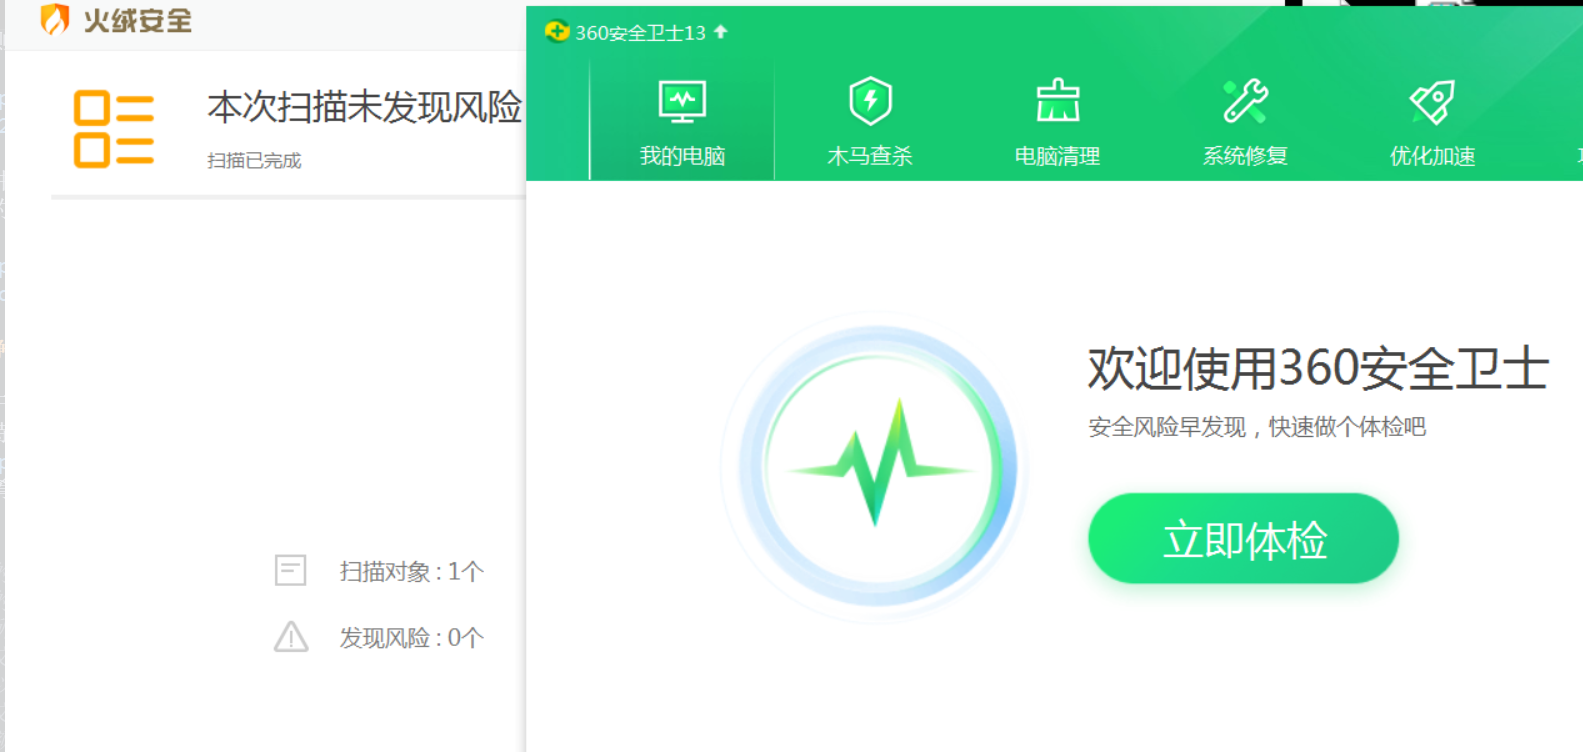 火绒安全
本次扫描未发现风险
扫描已完成
扫描对象 : 1个
发现风险 : 0个
360安全卫士13
我的电脑
木马查杀
电脑清理
系统修复
优化加速
欢迎使用360安全卫士
安全风险早发现，快速做个体检吧
立即体检